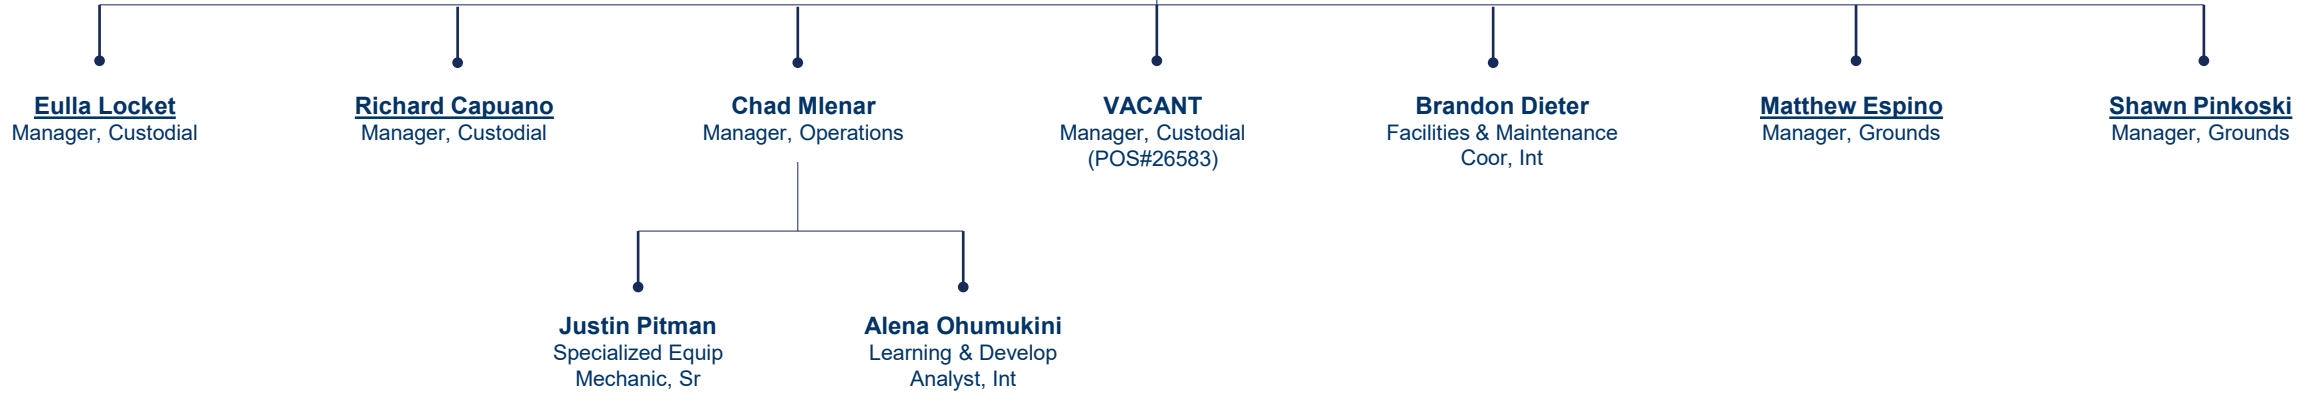 Eulla Locket
Manager, Custodial
Richard Capuano
Manager, Custodial
Chad Mlenar
Manager, Operations
VACANT
Manager, Custodial
(POS#26583)
Brandon Dieter
Facilities & Maintenance
Coor, Int
Matthew Espino
Manager, Grounds
Shawn Pinkoski
Manager, Grounds
Justin Pitman
Specialized Equip
Mechanic, Sr
Alena Ohumukini
Learning & Develop
Analyst, Int